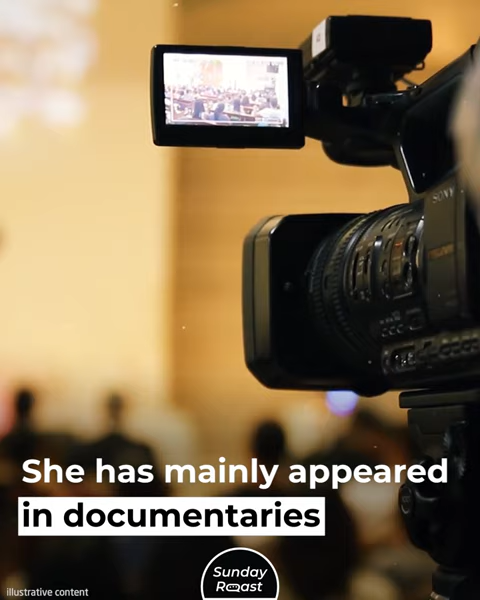 SONY
She has mainly appeared
in documentaries
Sunday
Roast
illustrative content